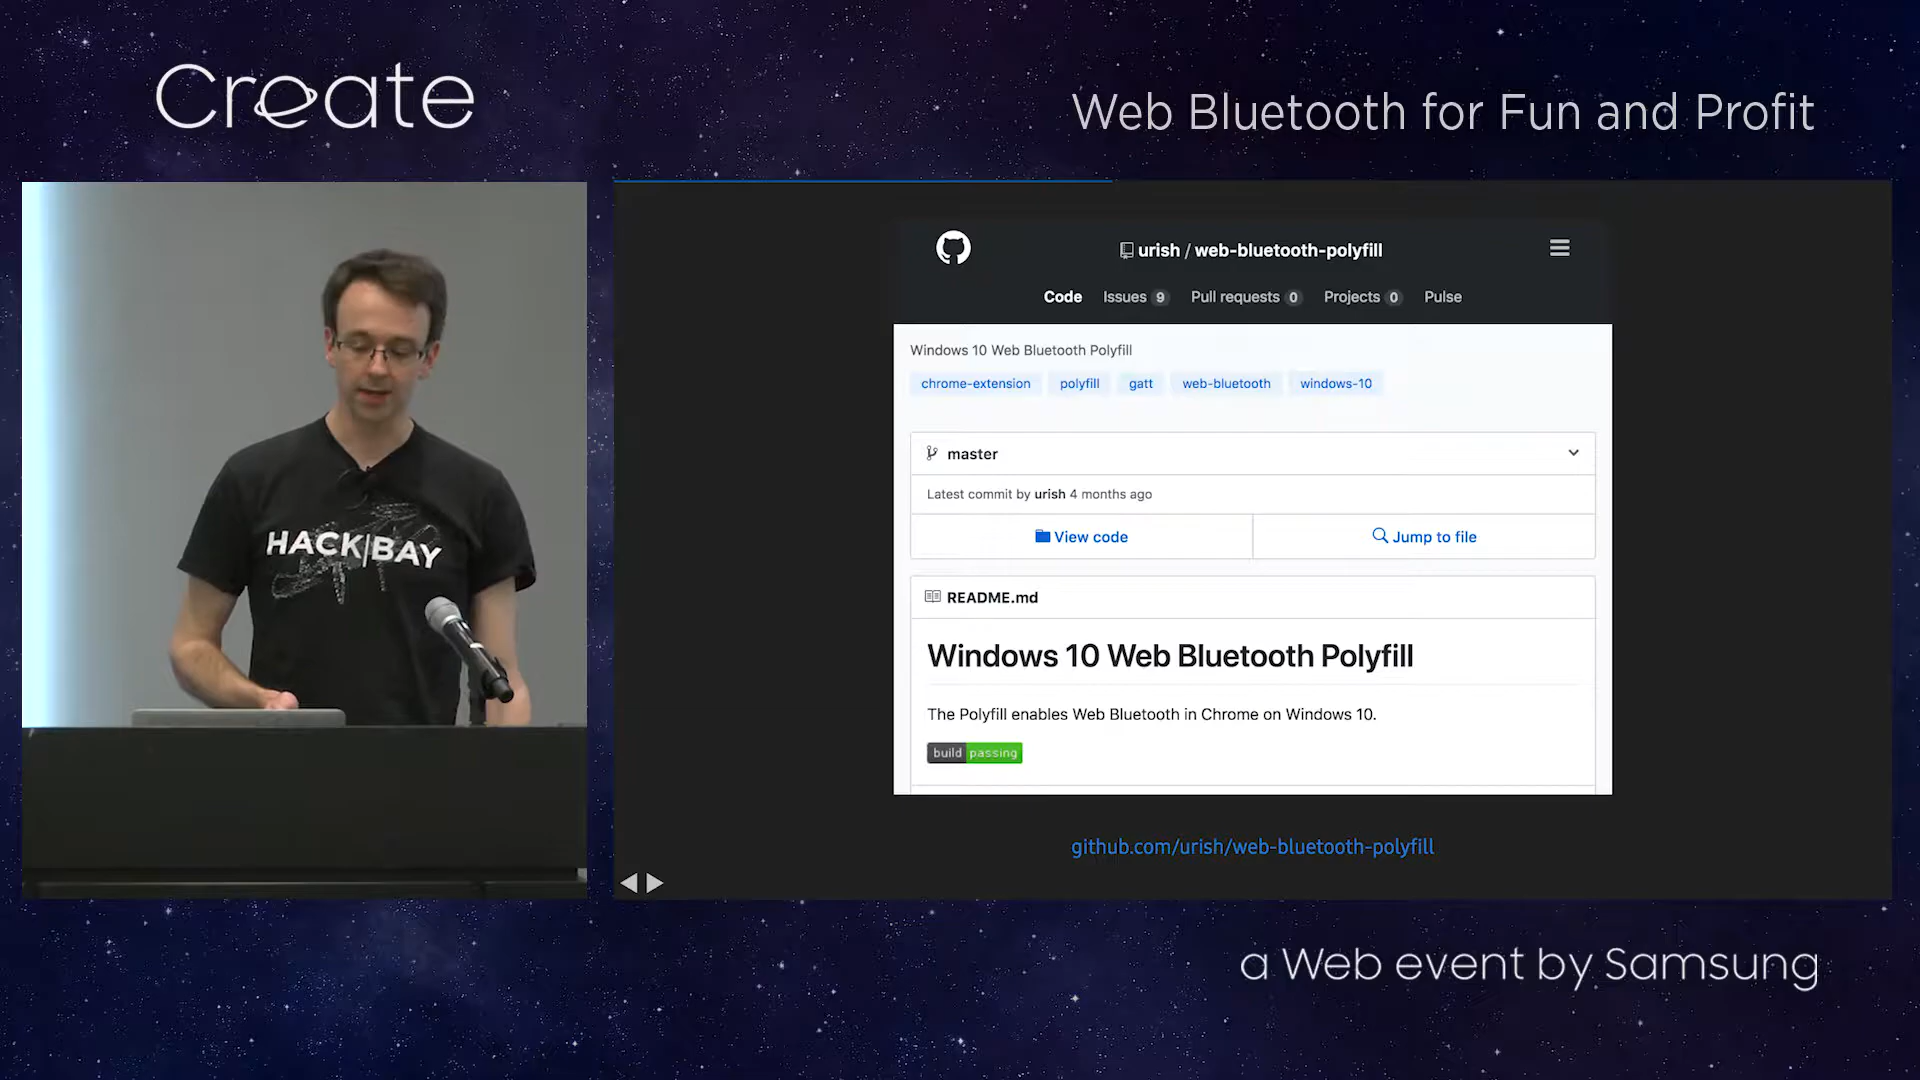 Create
Web Bluetooth for Fun and Profit
HACK|BAY
urish / web-bluetooth-polyfill
Code Issues 9 Pull requests 0 Projects 0 Pulse
Windows 10 Web Bluetooth Polyfill
chrome-extension polyfill gatt web-bluetooth windows-10
master
Latest commit by urish 4 months ago
View code Jump to file
README.md
Windows 10 Web Bluetooth Polyfill
The Polyfill enables Web Bluetooth in Chrome on Windows 10.
build passing
github.com/urish/web-bluetooth-polyfill
a Web event by Samsung